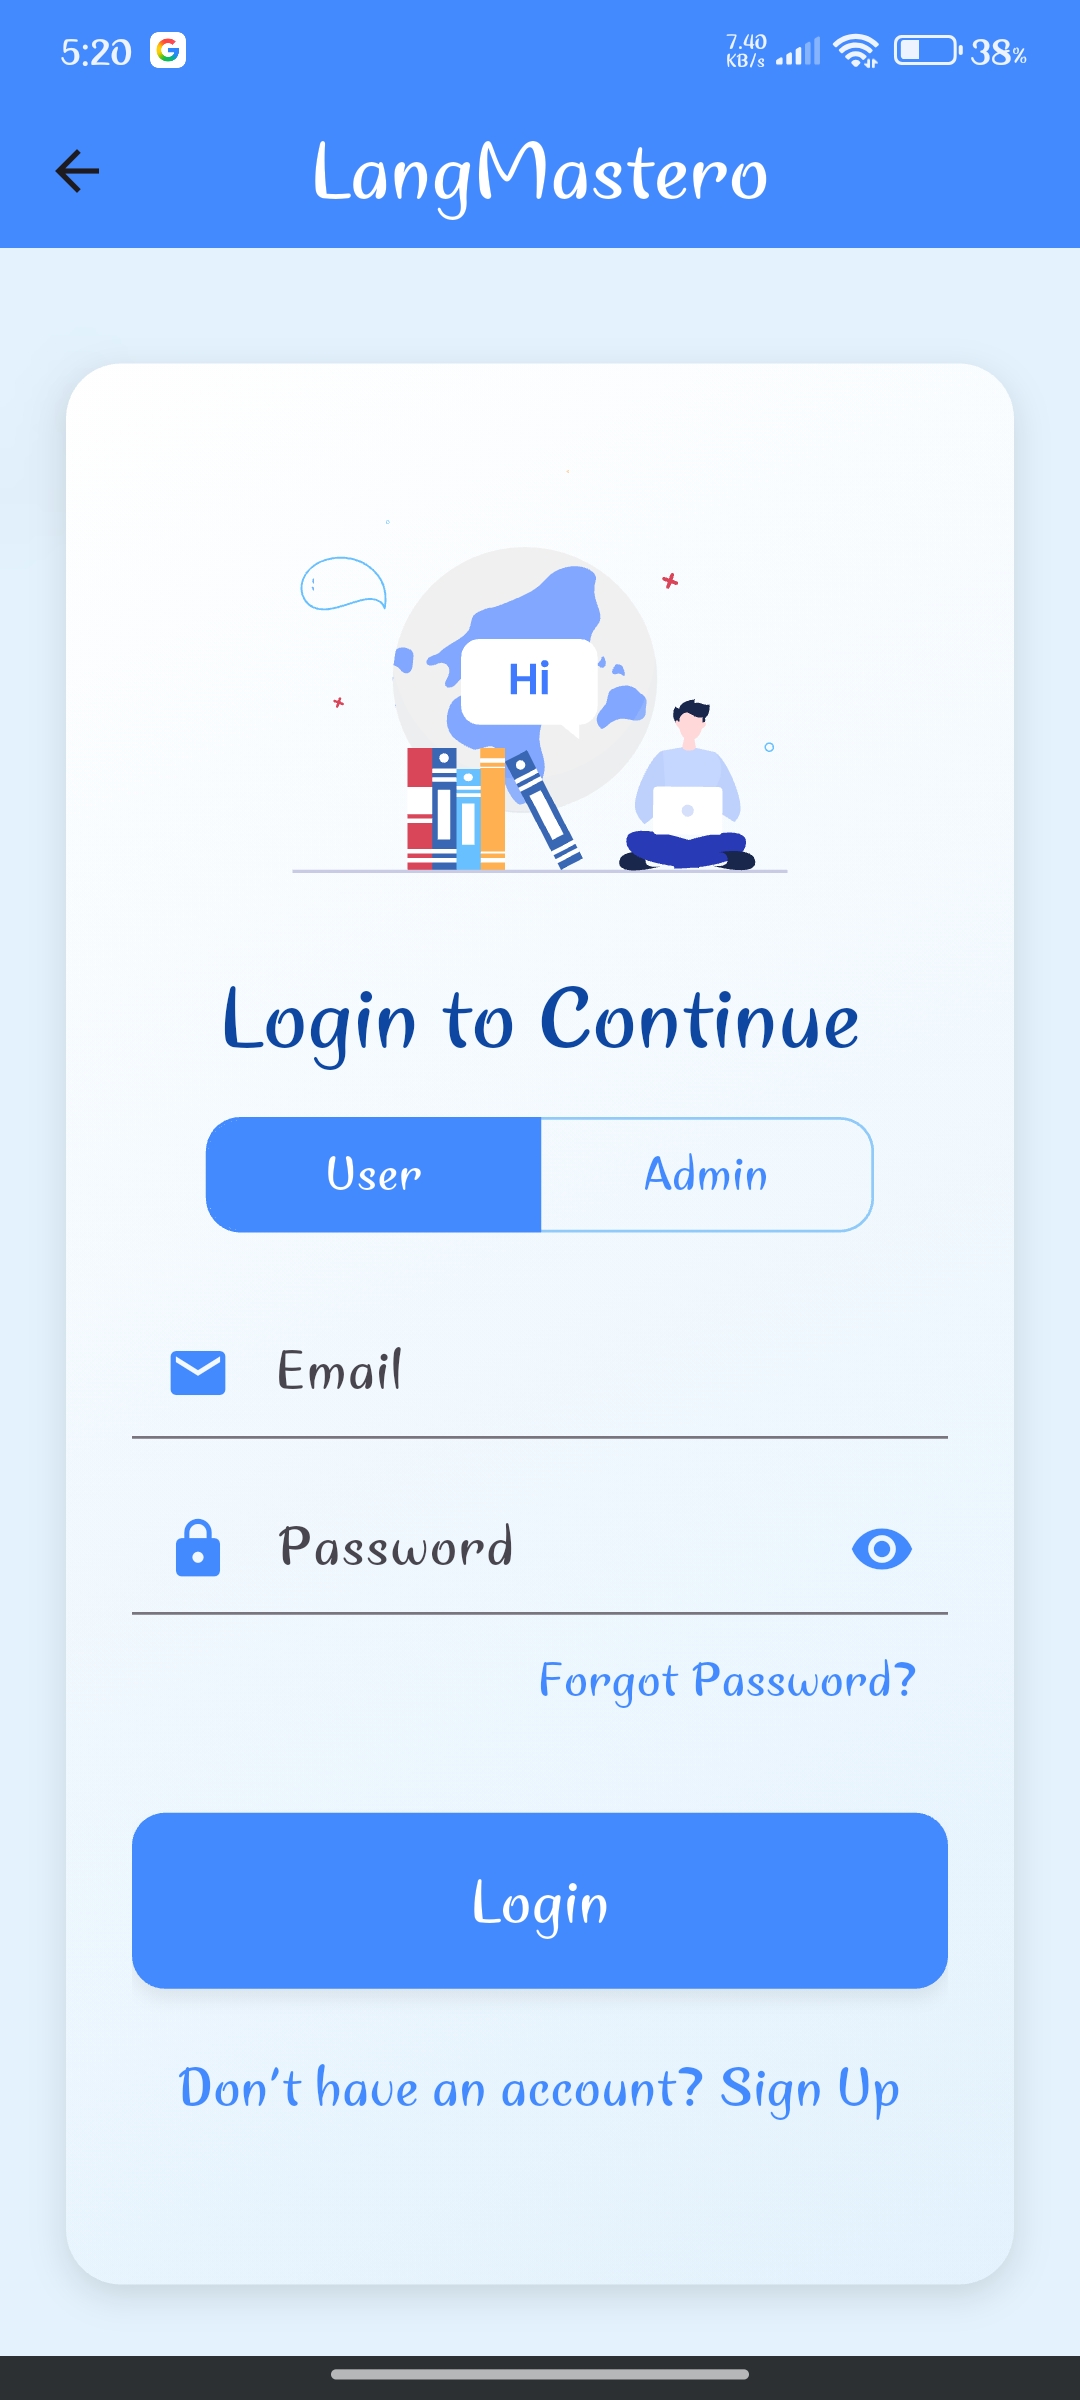 5:20
7.40
KB/s
38%
LangMastero
Hi
Login to Continue
User Admin
Email
Password
Forgot Password?
Login
Don't have an account? Sign Up